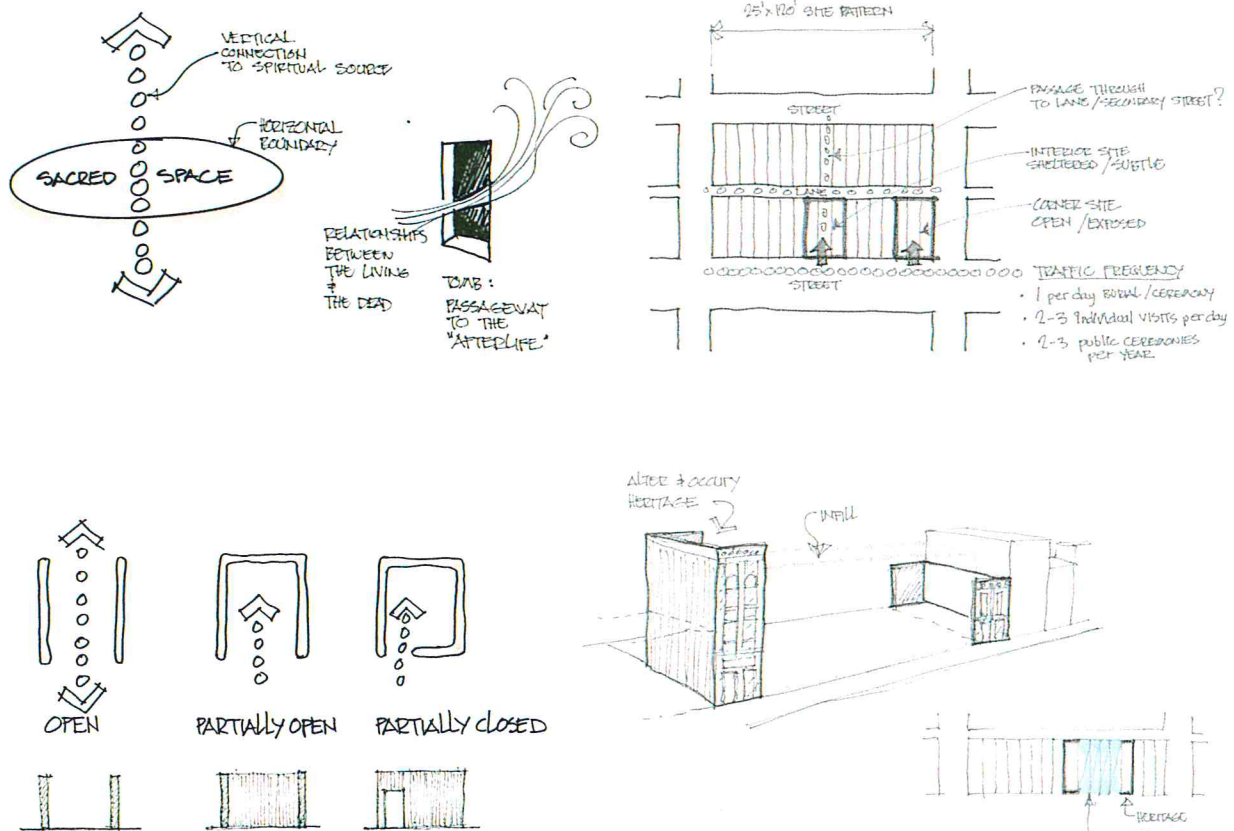 VERTICAL
CONNECTION
TO SPIRITUAL SOURCE
HORIZONTAL
BOUNDARY
SACRED SPACE
RELATIONSHIPS
BETWEEN
THE LIVING
&
THE DEAD
TOMB:
PASSAGEWAY
TO THE
"AFTERLIFE"
25'x120' SITE PATTERN
STREET
PASSAGE THROUGH
TO LANE/SECONDARY STREET?
INTERIOR SITE
SHELTERED/SUBTLE
LANE
CORNER SITE
OPEN/EXPOSED
STREET
TRAFFIC FREQUENCY
• 1 per day BURIAL/CEREMONY
• 2-3 individual VISITS per day
• 2-3 public CEREMONIES
per YEAR
OPEN
PARTIALLY OPEN
PARTIALLY CLOSED
ALTER & OCCUPY
HERITAGE
INFILL
HERITAGE